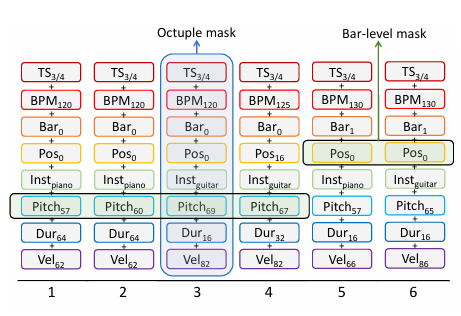 Octuple mask Bar-level mask
TS3/4 TS3/4 TS3/4 TS3/4 TS3/4 TS3/4
+ + + + + +
BPM120 BPM120 BPM120 BPM125 BPM130 BPM130
+ + + + + +
Bar0 Bar0 Bar0 Bar0 Bar1 Bar1
+ + + + + +
Pos0 Pos0 Pos0 Pos16 Pos0 Pos0
+ + + + + +
Instpiano Instpiano Instguitar Instguitar Instpiano Instguitar
+ + + + + +
Pitch57 Pitch60 Pitch69 Pitch67 Pitch57 Pitch65
+ + + + + +
Dur64 Dur64 Dur16 Dur32 Dur16 Dur16
+ + + + + +
Vel62 Vel62 Vel82 Vel82 Vel66 Vel86
1 2 3 4 5 6